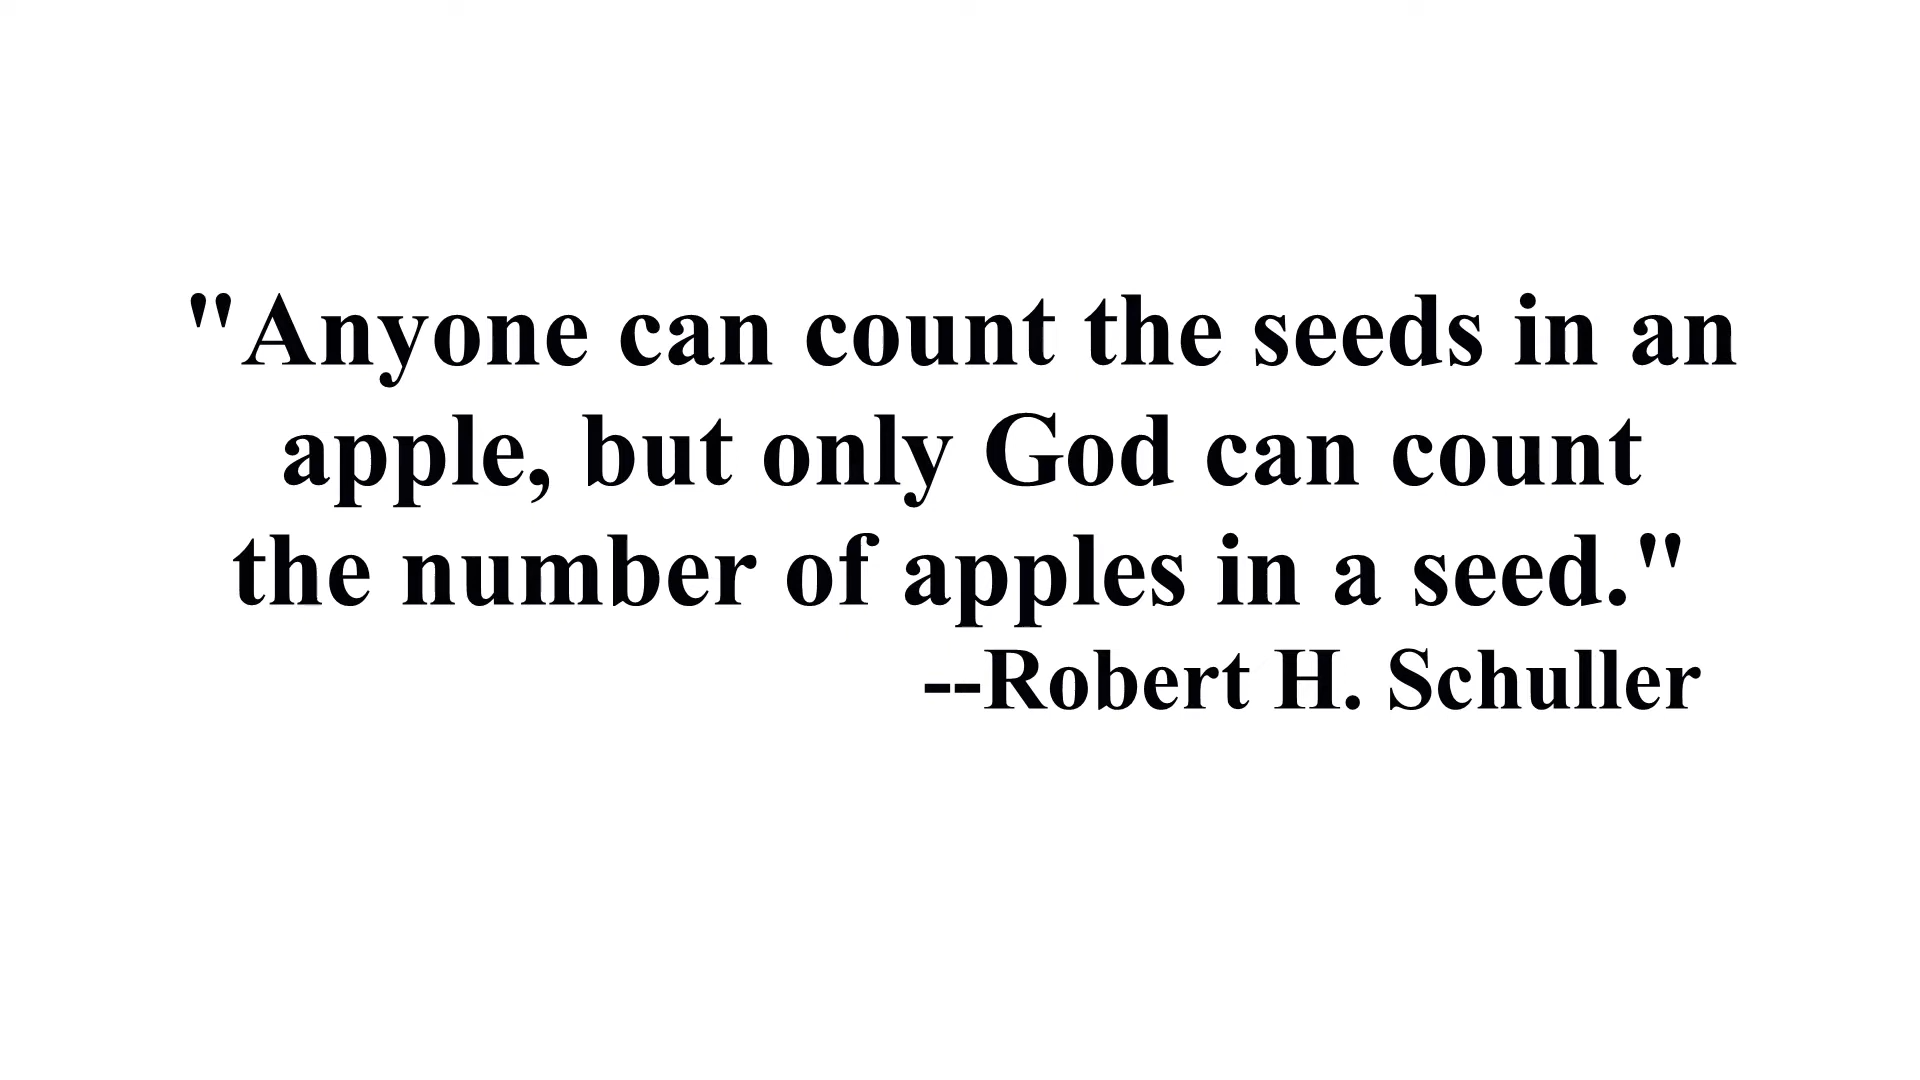 "Anyone can count the seeds in an
apple, but only God can count
the number of apples in a seed."
--Robert H. Schuller